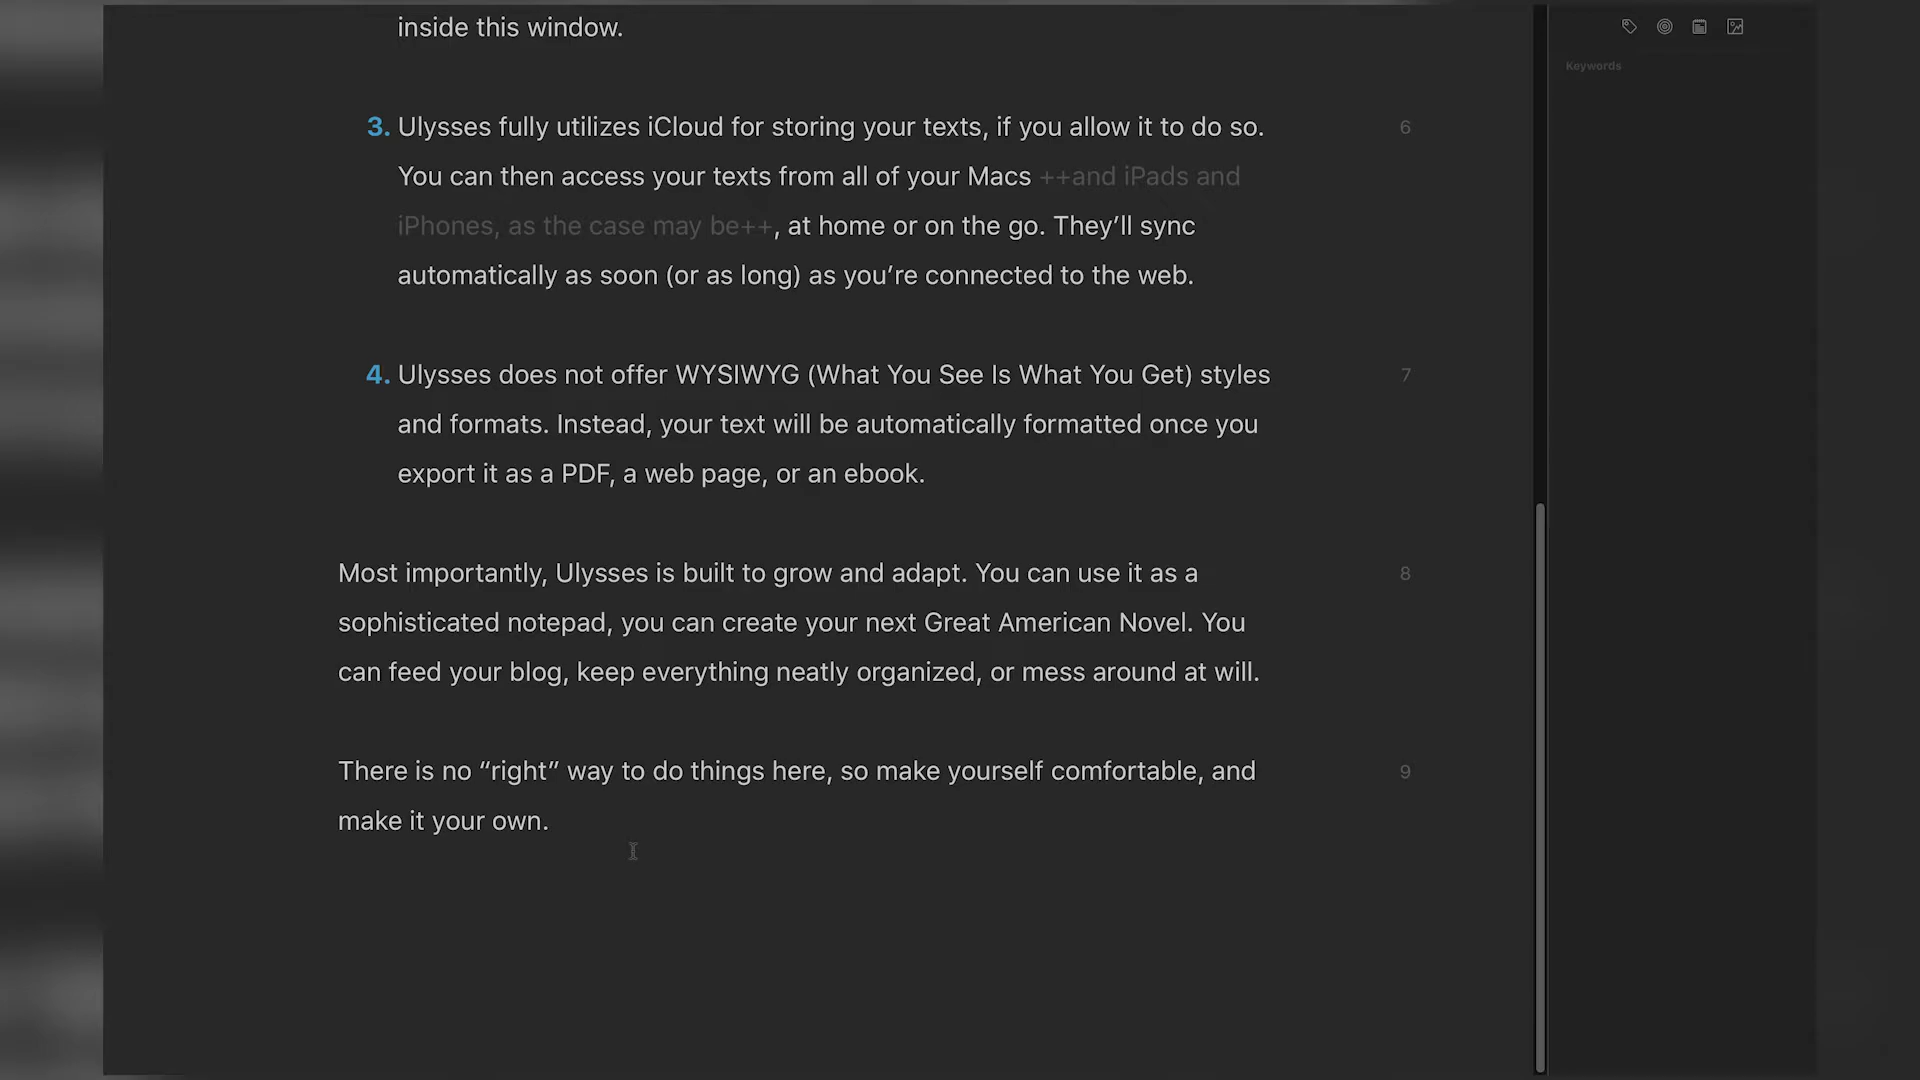 inside this window.
3. Ulysses fully utilizes iCloud for storing your texts, if you allow it to do so. 6
You can then access your texts from all of your Macs ++and iPads and
iPhones, as the case may be++, at home or on the go. They’ll sync
automatically as soon (or as long) as you’re connected to the web.
4. Ulysses does not offer WYSIWYG (What You See Is What You Get) styles 7
and formats. Instead, your text will be automatically formatted once you
export it as a PDF, a web page, or an ebook.
Most importantly, Ulysses is built to grow and adapt. You can use it as a 8
sophisticated notepad, you can create your next Great American Novel. You
can feed your blog, keep everything neatly organized, or mess around at will.
There is no “right” way to do things here, so make yourself comfortable, and 9
make it your own.
Keywords